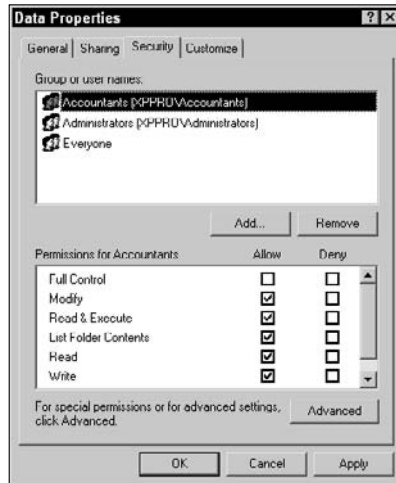 Data Properties
General Sharing Security Customize
Group or user names:
Accountants (XPPRO\Accountants)
Administrators (XPPRO\Administrators)
Everyone
Add... Remove
Permissions for Accountants Allow Deny
Full Control
Modify
Read & Execute
List Folder Contents
Read
Write
For special permissions or for advanced settings,
click Advanced.
Advanced
OK Cancel Apply